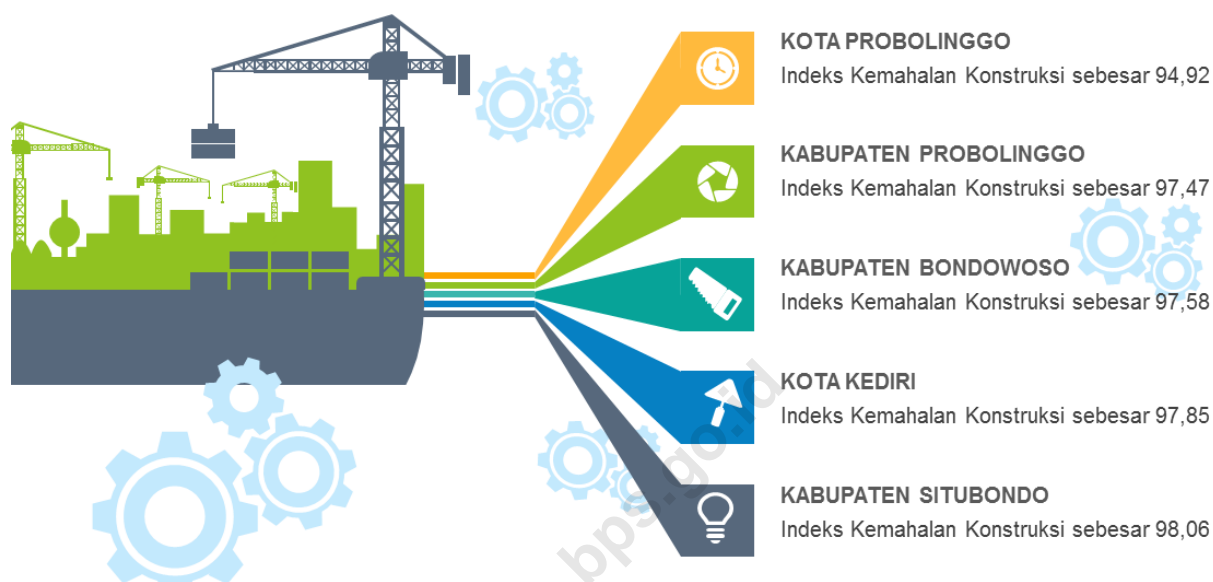 KOTA PROBOLINGGO
Indeks Kemahalan Konstruksi sebesar 94,92
KABUPATEN PROBOLINGGO
Indeks Kemahalan Konstruksi sebesar 97,47
KABUPATEN BONDOWOSO
Indeks Kemahalan Konstruksi sebesar 97,58
KOTA KEDIRI
Indeks Kemahalan Konstruksi sebesar 97,85
KABUPATEN SITUBONDO
Indeks Kemahalan Konstruksi sebesar 98,06
bps.go.id